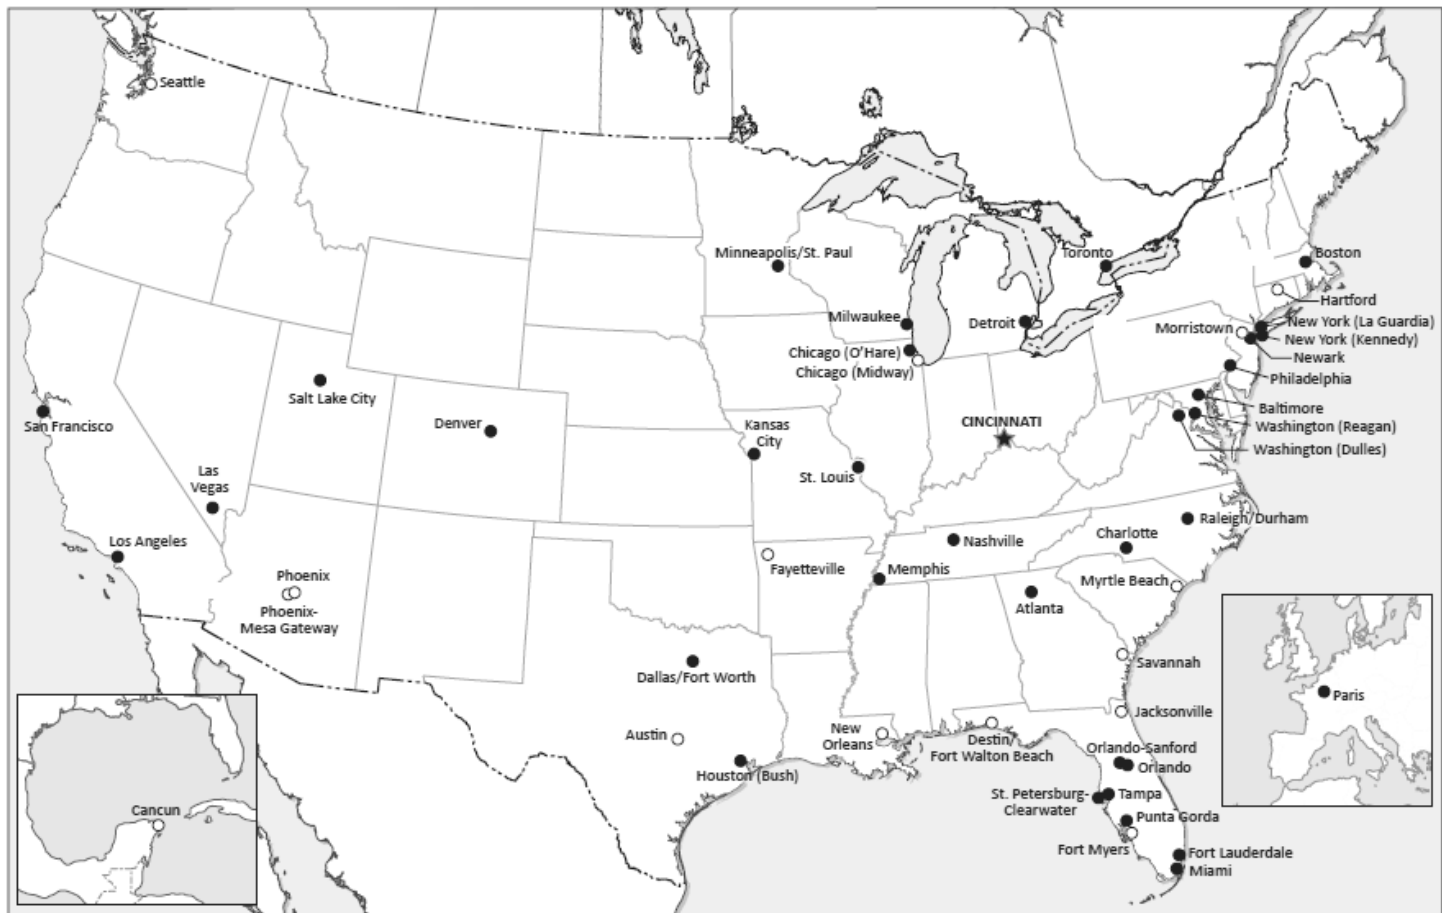 Seattle
Minneapolis/St. Paul
Toronto
Boston
Hartford
Milwaukee
Detroit
Morristown
New York (La Guardia)
New York (Kennedy)
Newark
Chicago (O'Hare)
Chicago (Midway)
Philadelphia
Salt Lake City
Baltimore
San Francisco
Denver
Kansas
City
CINCINNATI
Washington (Reagan)
Washington (Dulles)
Las
Vegas
St. Louis
Raleigh/Durham
Los Angeles
Nashville
Charlotte
Phoenix
Fayetteville
Memphis
Myrtle Beach
Phoenix-
Mesa Gateway
Atlanta
Savannah
Dallas/Fort Worth
Paris
Jacksonville
Austin
New
Orleans
Destin/
Fort Walton Beach
Orlando-Sanford
Orlando
Houston (Bush)
St. Petersburg-
Clearwater
Tampa
Cancun
Punta Gorda
Fort Myers
Fort Lauderdale
Miami